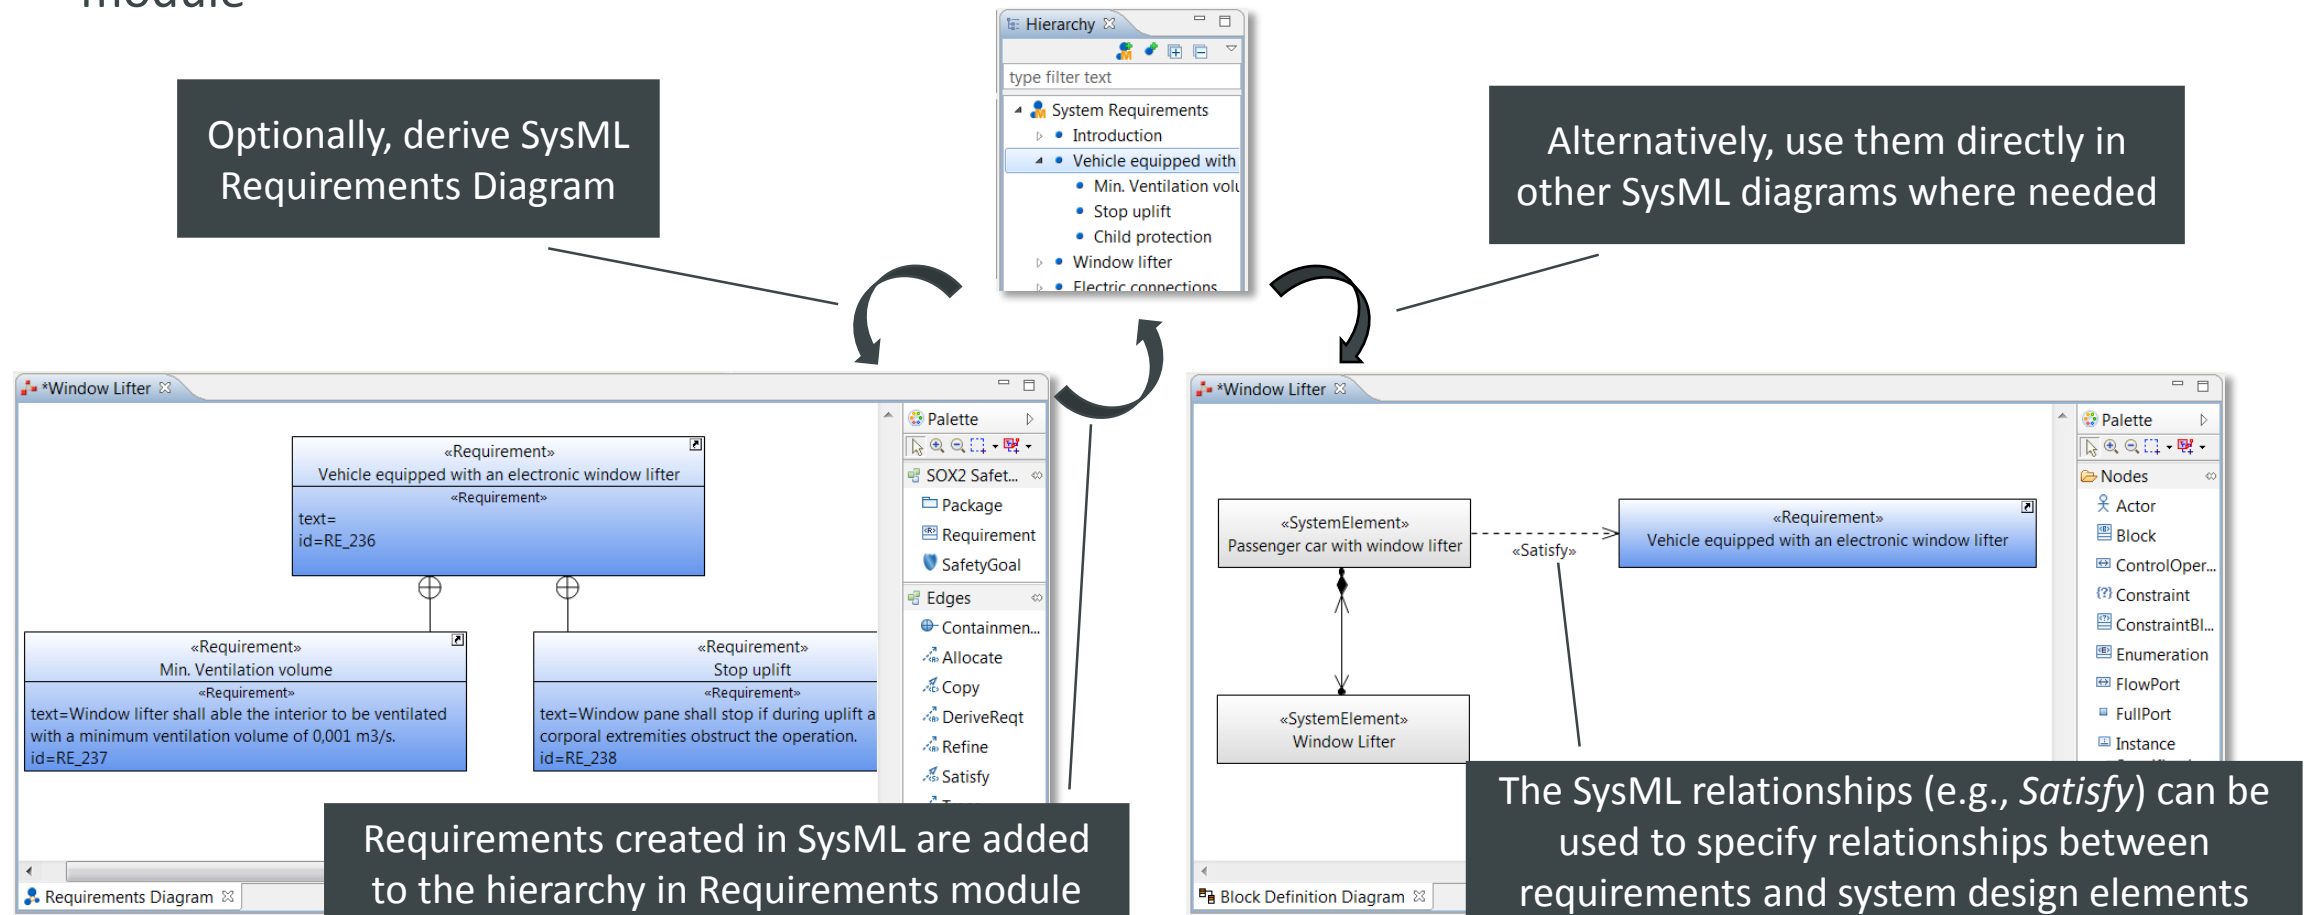 module
Hierarchy
type filter text
System Requirements
Introduction
Vehicle equipped with
Min. Ventilation volu
Stop uplift
Child protection
Window lifter
Electric connections
Optionally, derive SysML
Requirements Diagram
Alternatively, use them directly in
other SysML diagrams where needed
*Window Lifter
«Requirement»
Vehicle equipped with an electronic window lifter
«Requirement»
text=
id=RE_236
«Requirement»
Min. Ventilation volume
«Requirement»
text=Window lifter shall able the interior to be ventilated
with a minimum ventilation volume of 0,001 m3/s.
id=RE_237
«Requirement»
Stop uplift
«Requirement»
text=Window pane shall stop if during uplift a
corporal extremities obstruct the operation.
id=RE_238
Palette
SOX2 Safet...
Package
Requirement
SafetyGoal
Edges
Containmen...
Allocate
Copy
DeriveReqt
Refine
Satisfy
Requirements Diagram
Requirements created in SysML are added
to the hierarchy in Requirements module
*Window Lifter
«SystemElement»
Passenger car with window lifter
«Satisfy»
«Requirement»
Vehicle equipped with an electronic window lifter
«SystemElement»
Window Lifter
Palette
Nodes
Actor
Block
ControlOper...
Constraint
ConstraintBl...
Enumeration
FlowPort
FullPort
Instance
Block Definition Diagram
The SysML relationships (e.g., Satisfy) can be
used to specify relationships between
requirements and system design elements